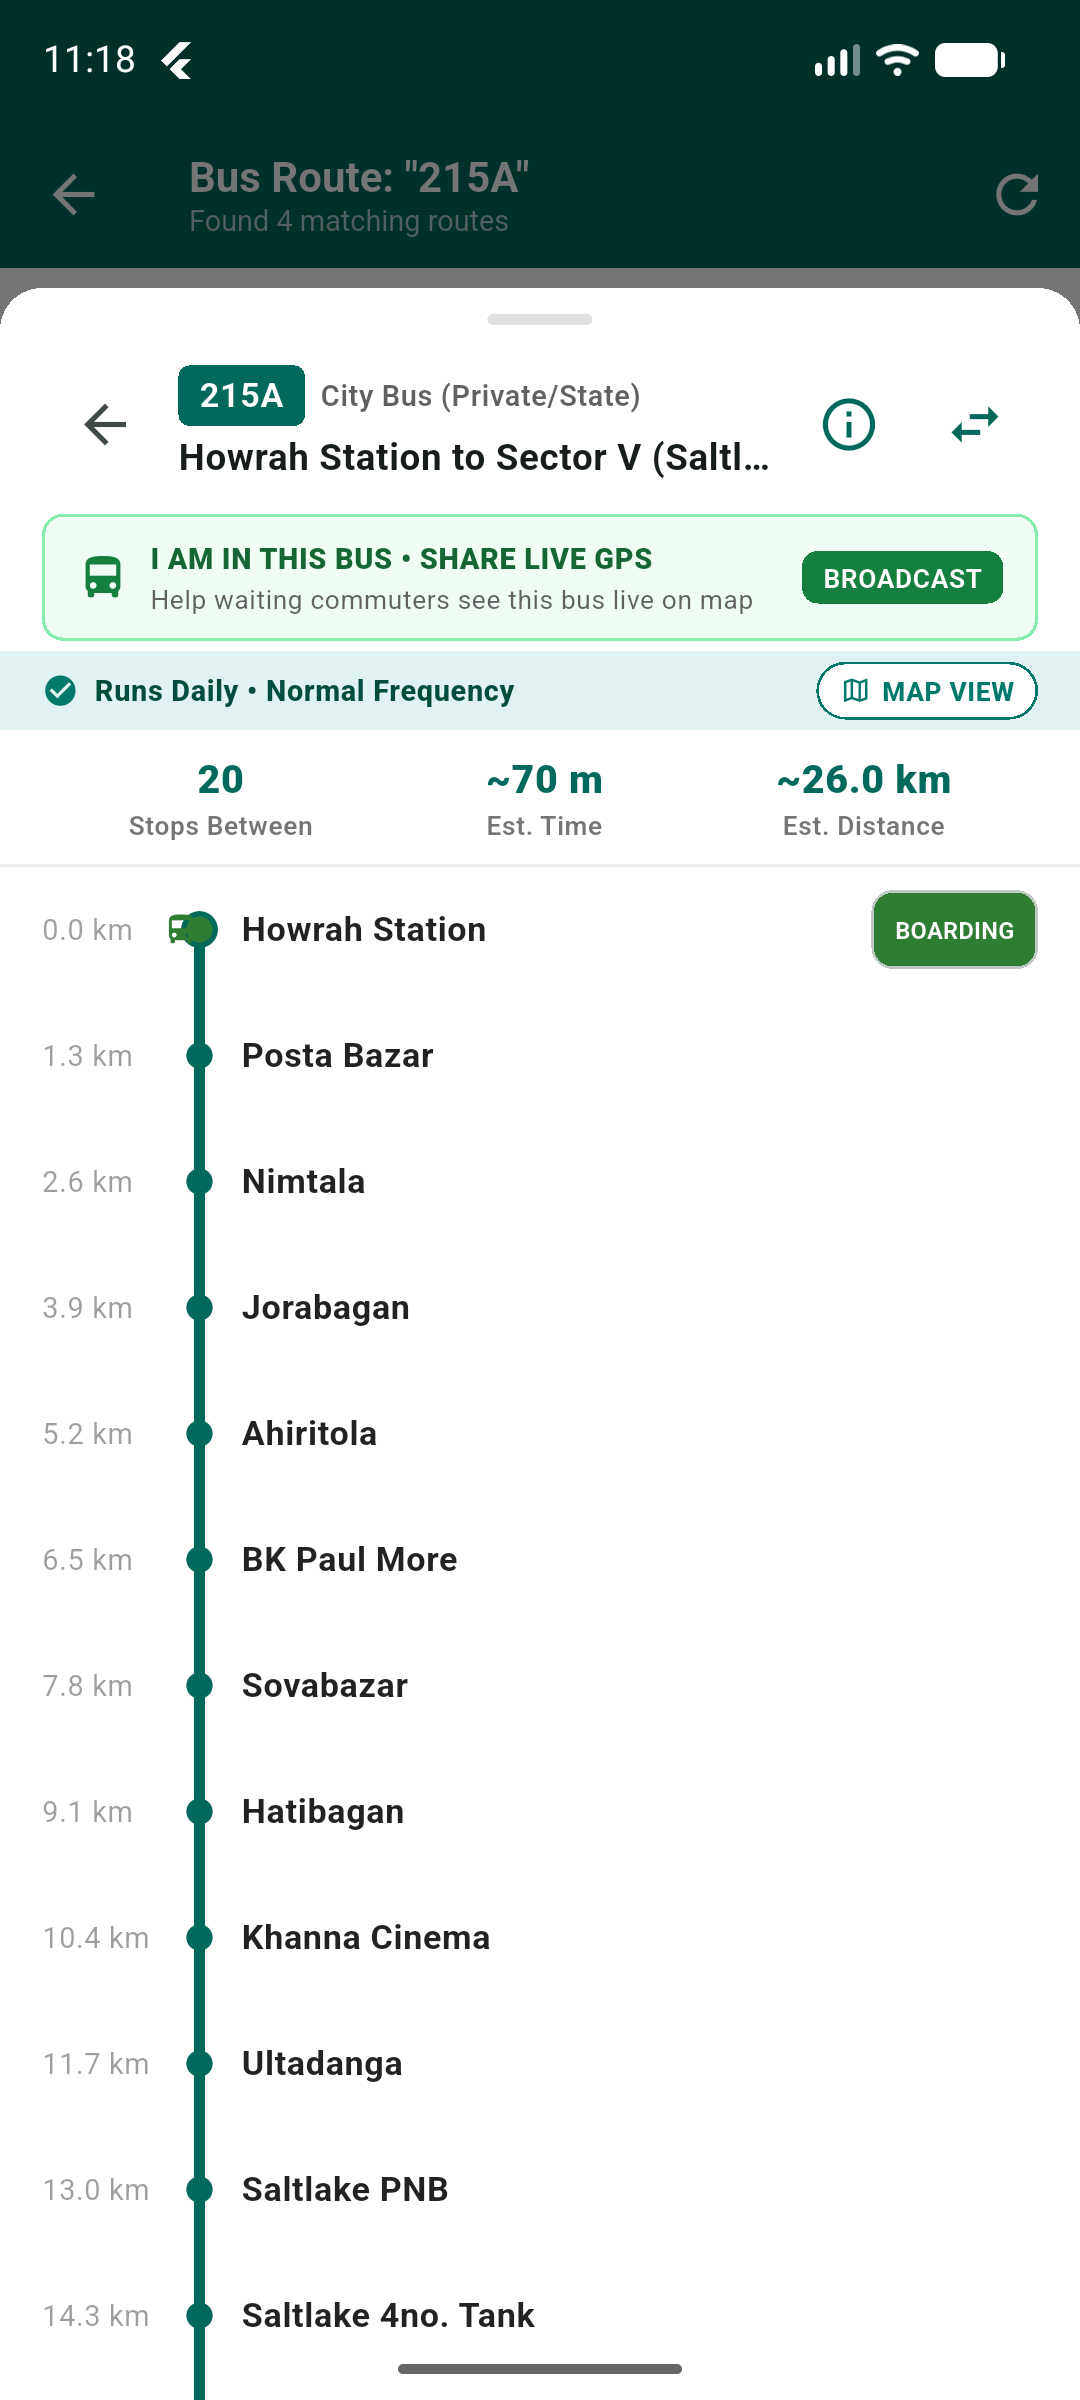 11:18
Bus Route: "215A"
Found 4 matching routes
215A City Bus (Private/State)
Howrah Station to Sector V (Saltl...
I AM IN THIS BUS • SHARE LIVE GPS
Help waiting commuters see this bus live on map
BROADCAST
Runs Daily • Normal Frequency
MAP VIEW
20 ~70 m ~26.0 km
Stops Between Est. Time Est. Distance
0.0 km Howrah Station BOARDING
1.3 km Posta Bazar
2.6 km Nimtala
3.9 km Jorabagan
5.2 km Ahiritola
6.5 km BK Paul More
7.8 km Sovabazar
9.1 km Hatibagan
10.4 km Khanna Cinema
11.7 km Ultadanga
13.0 km Saltlake PNB
14.3 km Saltlake 4no. Tank